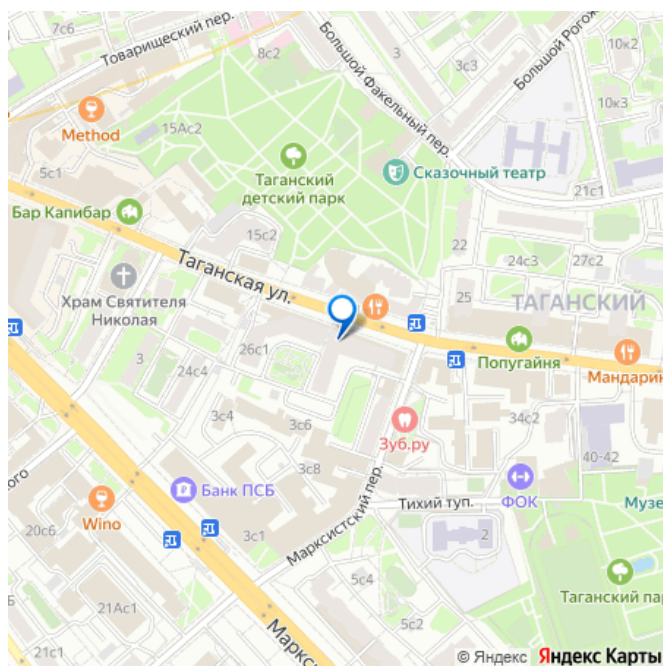 7с6
Товарищеский пер.
8с2
Большой Факельный пер.
3
3с3
Большой Рогож
10к2
10к3
Method
15Ас2
5с1
Таганский
детский парк
Сказочный театр
21с1
Бар Капибар
15с2
22
24с3
27с2
Таганская ул.
Храм Святителя
Николая
25
ТАГАНСКИЙ
3
26с1
24с4
Попугайня
Мандарин
3с4
3с6
Зуб.ру
34с2
40-42
3с8
ного
Банк ПСБ
ФОК
Музе
Тихий туп.
Wino
20с6
3с1
Марксистский пер.
2
5с4
Таганский пар
21Ас1
Б
21с1
Маркс
© Яндекс Яндекс Карты